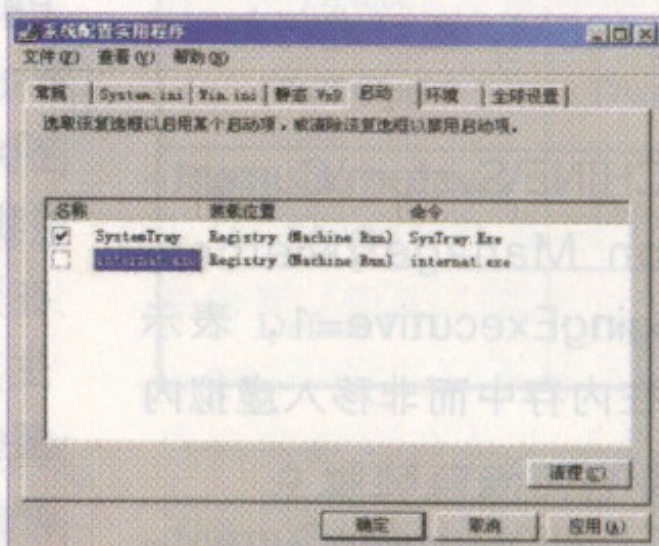 系统配置实用程序
文件(F) 查看(V) 帮助(H)
常规 System.ini Win.ini 静态 VxD 启动 环境 全球设置
选取该复选框以启用某个启动项，或清除该复选框以禁用启动项。
名称 装载位置 命令
SystemTray Registry (Machine Run) SysTray.Exe
internat.exe Registry (Machine Run) internat.exe
清理(C)
确定 取消 应用(A)